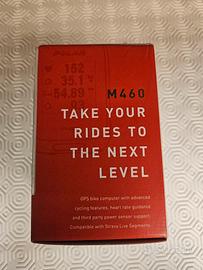 POLAR
162
35.1
-54.89
03
M460
TAKE YOUR
RIDES TO
THE NEXT
LEVEL
GPS bike computer with advanced
cycling features, heart rate guidance
and third party power sensor support.
Compatible with Strava Live Segments.